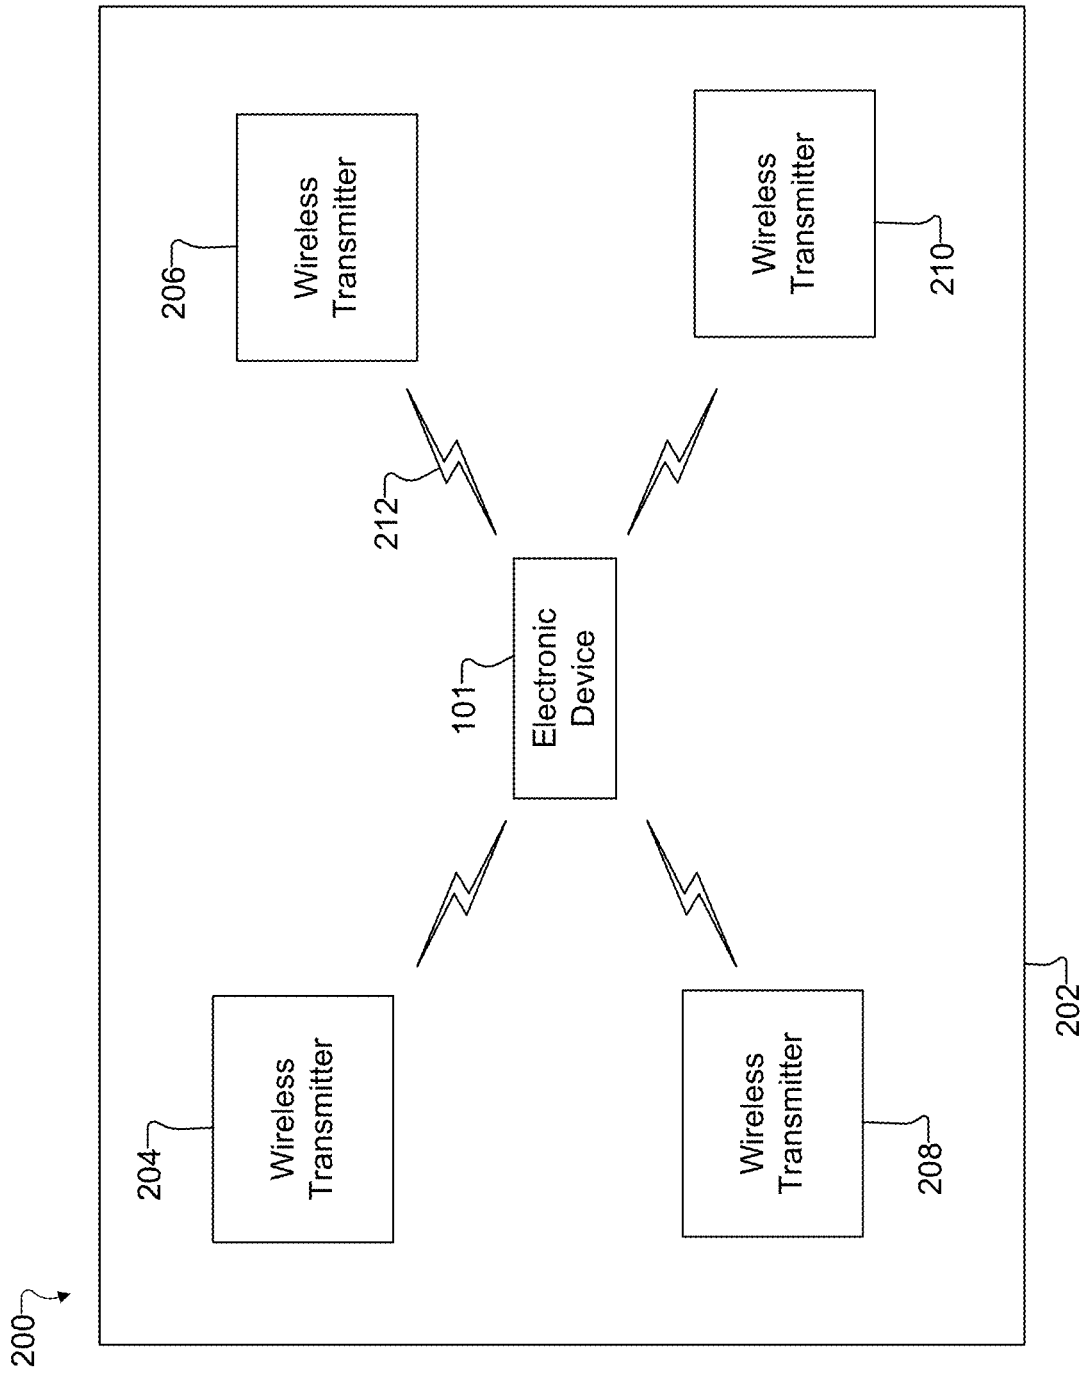 200
204
Wireless
Transmitter
206
Wireless
Transmitter
212
101
Electronic
Device
Wireless
Transmitter
208
Wireless
Transmitter
210
202